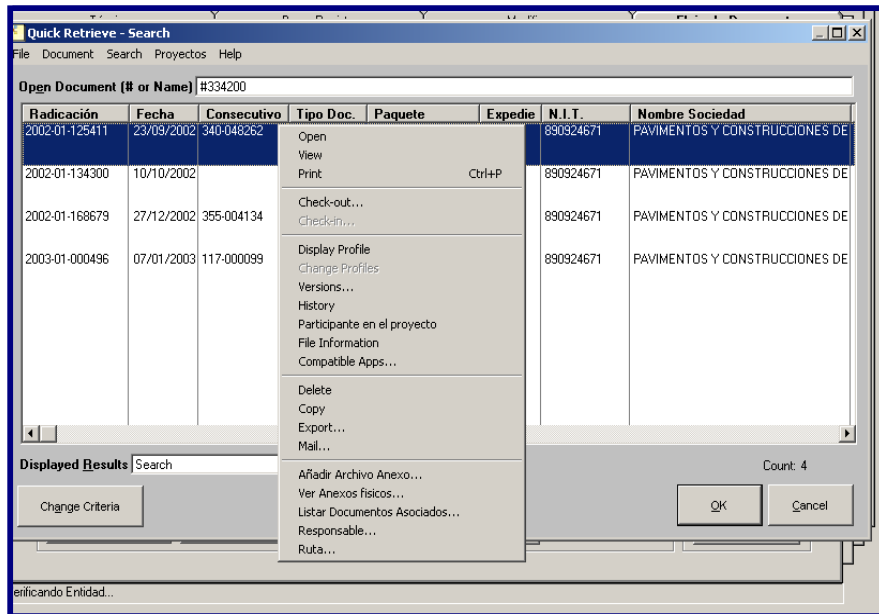 Quick Retrieve - Search
File Document Search Proyectos Help
Open Document (# or Name) #334200
Radicación Fecha Consecutivo Tipo Doc. Paquete Expedie N.I.T. Nombre Sociedad
2002-01-125411 23/09/2002 340-048262 890924671 PAVIMENTOS Y CONSTRUCCIONES DE
2002-01-134300 10/10/2002 890924671 PAVIMENTOS Y CONSTRUCCIONES DE
2002-01-168679 27/12/2002 355-004134 890924671 PAVIMENTOS Y CONSTRUCCIONES DE
2003-01-000496 07/01/2003 117-000099 890924671 PAVIMENTOS Y CONSTRUCCIONES DE
Open
View
Print Ctrl+P
Check-out...
Check-in...
Display Profile
Change Profiles
Versions...
History
Participante en el proyecto
File Information
Compatible Apps...
Delete
Copy
Export...
Mail...
Añadir Archivo Anexo...
Ver Anexos fisicos...
Listar Documentos Asociados...
Responsable...
Ruta...
Displayed Results Search
Count: 4
Change Criteria
OK Cancel
erificando Entidad...